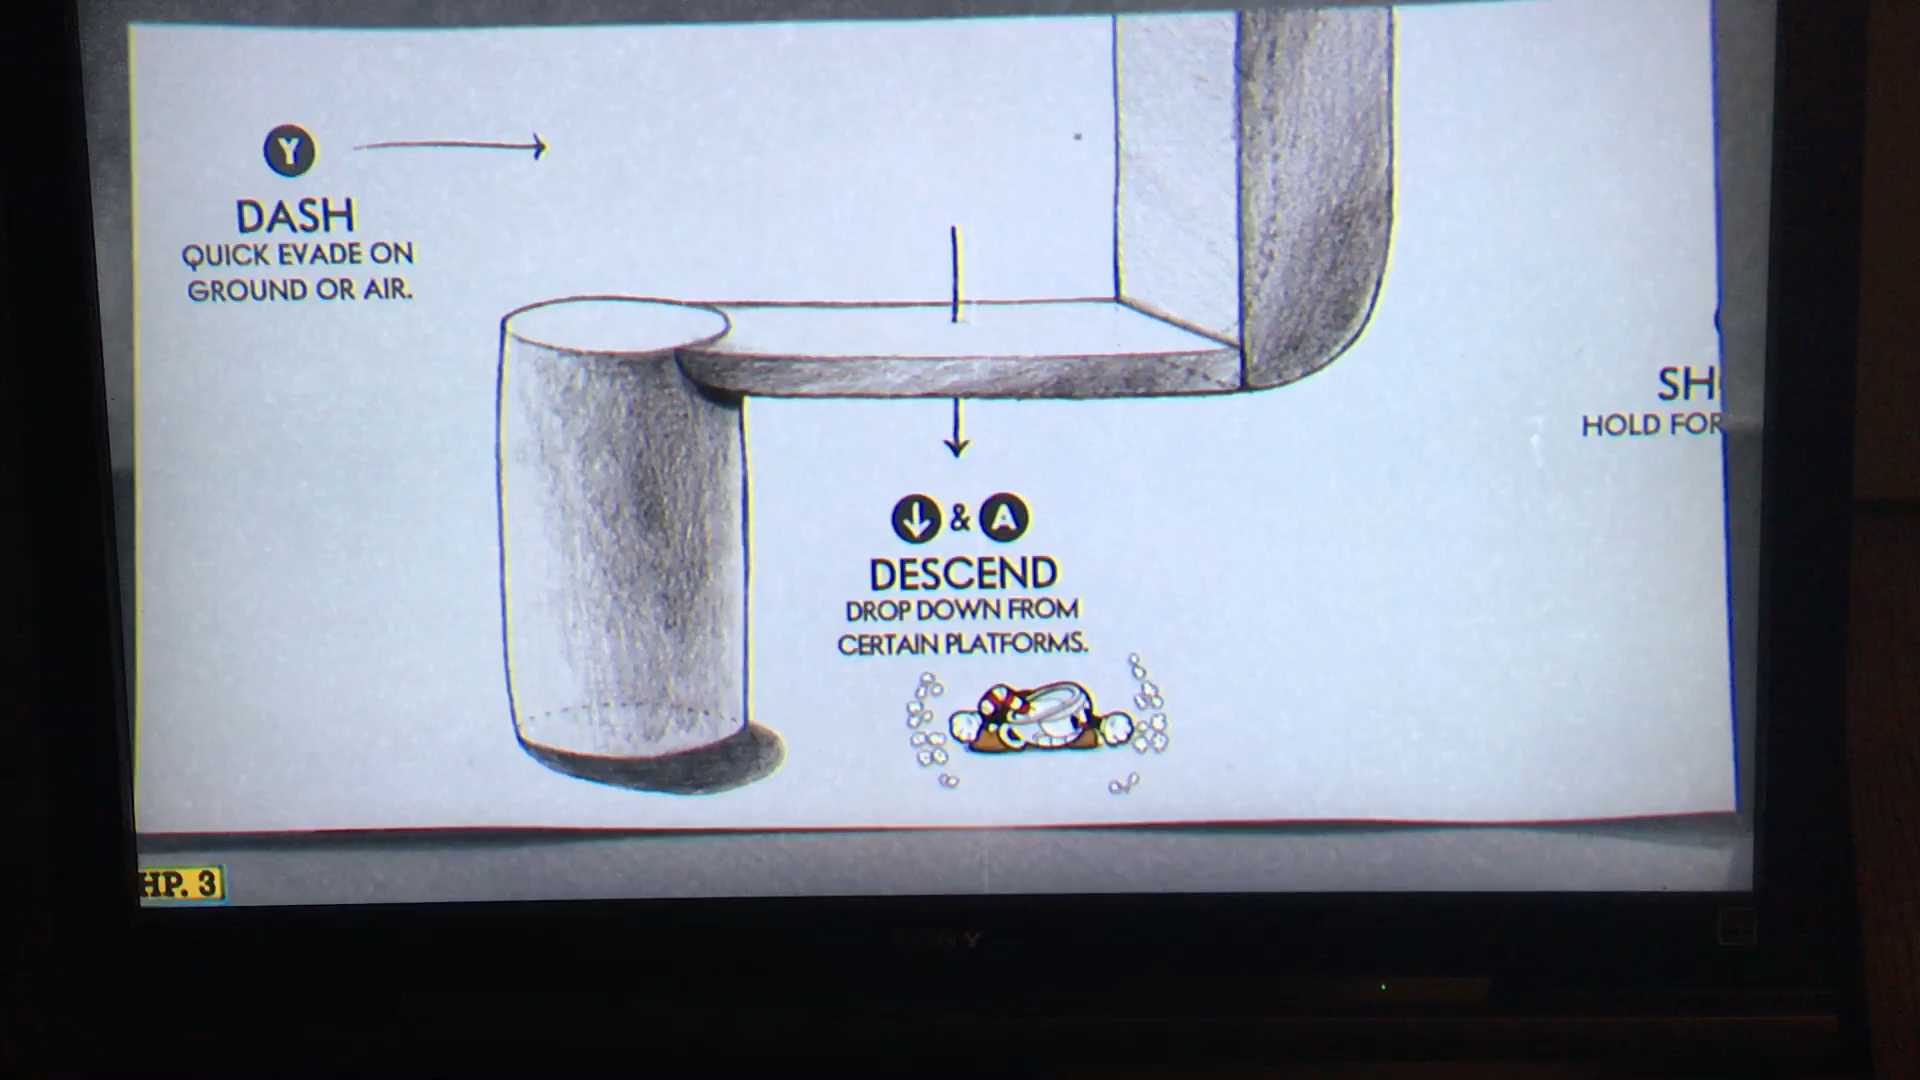 Y
DASH
QUICK EVADE ON
GROUND OR AIR.
SH
HOLD FOR
& A
DESCEND
DROP DOWN FROM
CERTAIN PLATFORMS.
HP. 3
SONY